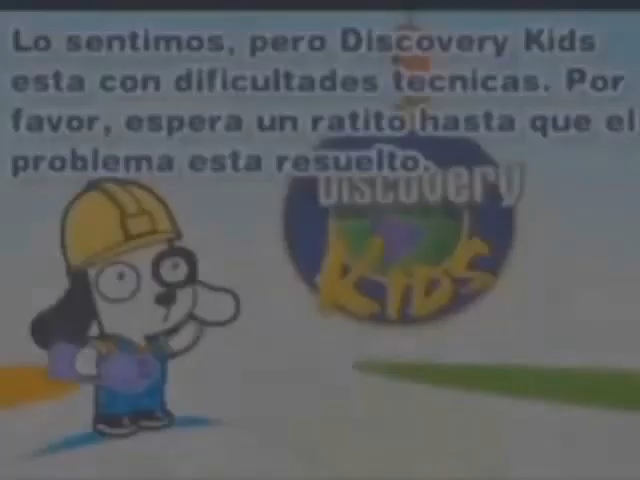 Lo sentimos, pero Discovery Kids
esta con dificultades tecnicas. Por
favor, espera un ratito hasta que el
problema esta resuelto.
DISCOVERY
KIDS